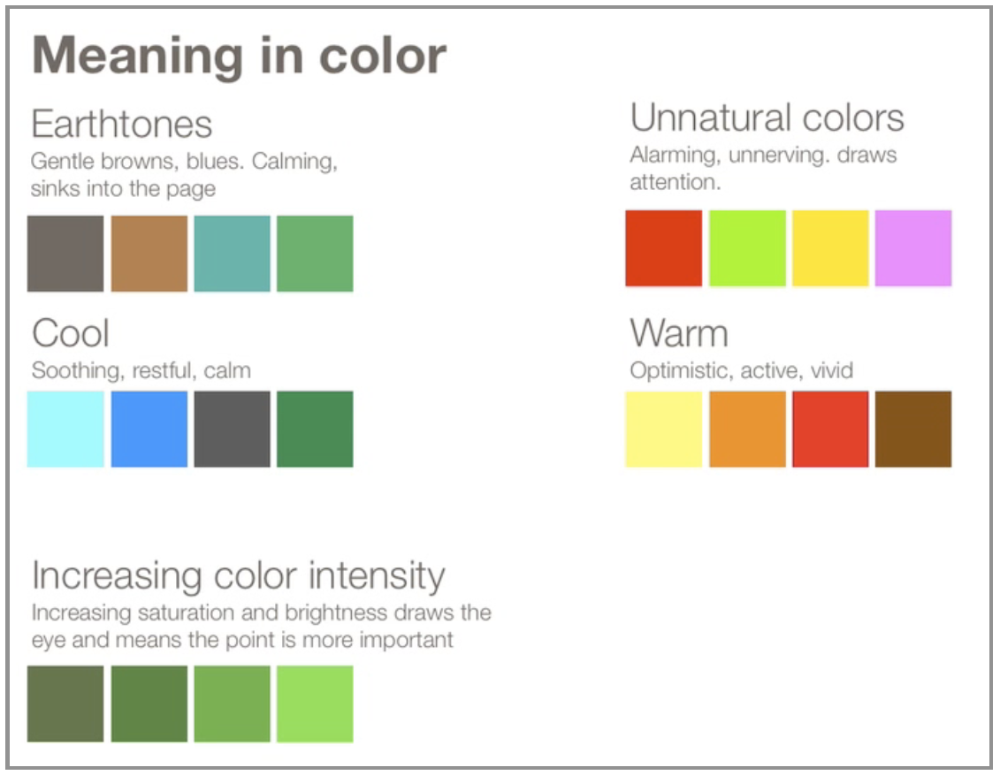 Meaning in color
Earthtones
Gentle browns, blues. Calming,
sinks into the page
Unnatural colors
Alarming, unnerving. draws
attention.
Cool
Soothing, restful, calm
Warm
Optimistic, active, vivid
Increasing color intensity
Increasing saturation and brightness draws the
eye and means the point is more important